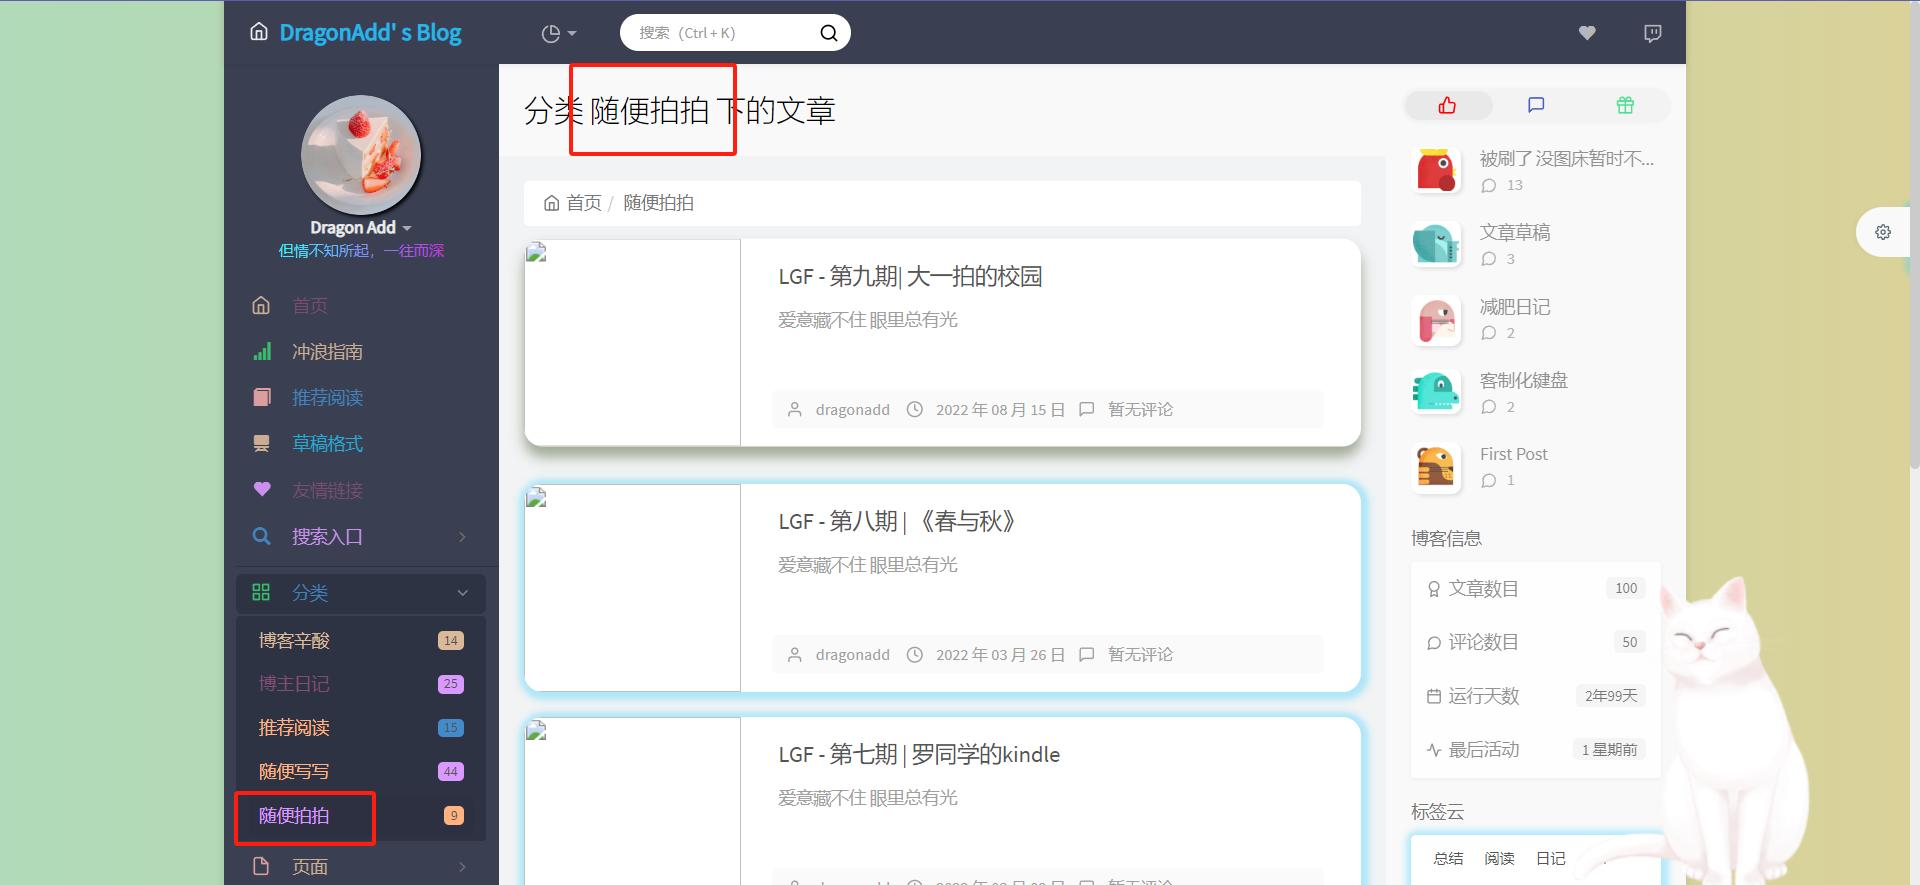 DragonAdd' s Blog
搜索（Ctrl + K）
Dragon Add
但情不知所起，一往而深
首页
冲浪指南
推荐阅读
草稿格式
友情链接
搜索入口
分类
博客辛酸 14
博主日记 25
推荐阅读 15
随便写写 44
随便拍拍 9
页面
分类 随便拍拍 下的文章
首页 / 随便拍拍
LGF - 第九期| 大一拍的校园
爱意藏不住 眼里总有光
dragonadd 2022 年 08 月 15 日 暂无评论
LGF - 第八期 | 《春与秋》
爱意藏不住 眼里总有光
dragonadd 2022 年 03 月 26 日 暂无评论
LGF - 第七期 | 罗同学的kindle
爱意藏不住 眼里总有光
被刷了 没图床暂时不...
13
文章草稿
3
减肥日记
2
客制化键盘
2
First Post
1
博客信息
文章数目 100
评论数目 50
运行天数 2年99天
最后活动 1 星期前
标签云
总结 阅读 日记